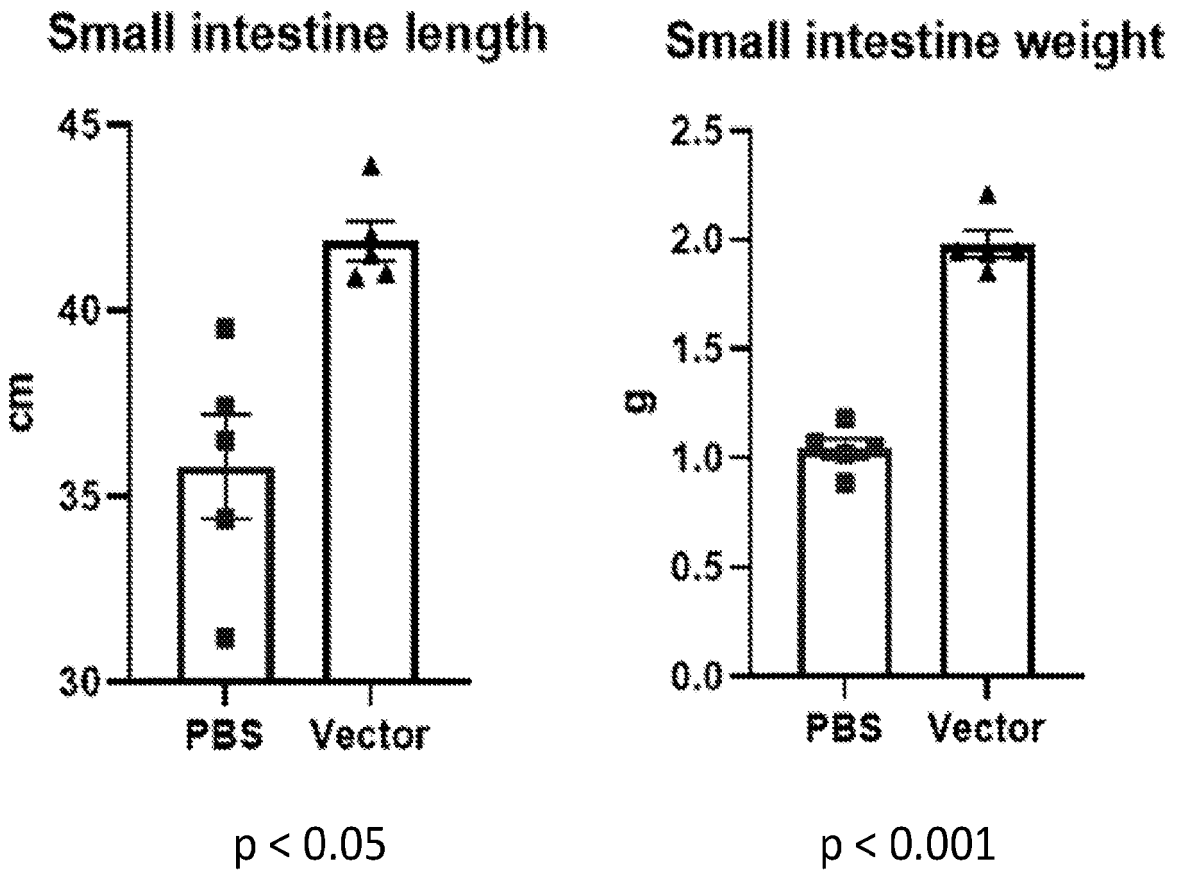 Small intestine length
45
40
35
30
cm
PBS Vector
p < 0.05
Small intestine weight
2.5
2.0
1.5
1.0
0.5
0.0
g
PBS Vector
p < 0.001